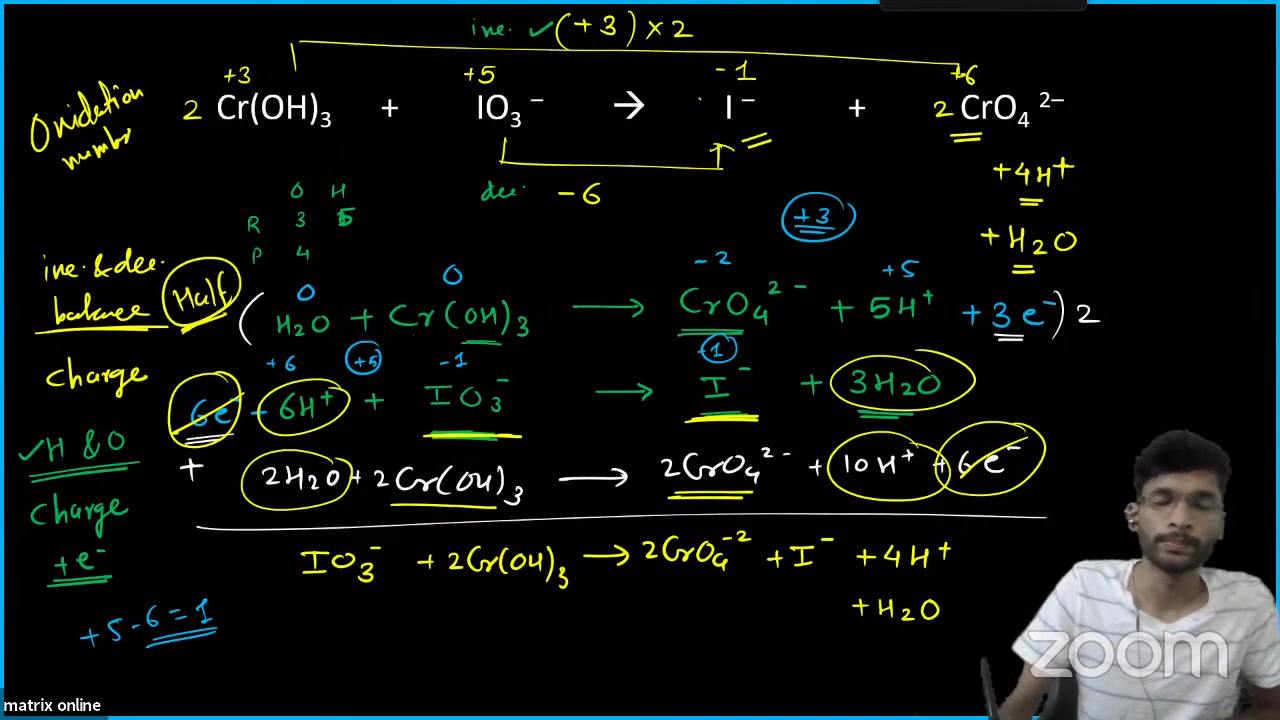 inc. ✓(+3)×2
+3 +5 -1 +6
Oxidation number
2 Cr(OH)₃ + IO₃⁻ → I⁻ + 2 CrO₄²⁻
+4H⁺
dec. -6
O H
R 3 5
P 4
+3
+H₂O
inc. & dec.
balance
Half
0 0 -2 +5
(H₂O + Cr(OH)₃ → CrO₄²⁻ + 5H⁺ + 3e⁻)2
charge
+6 +5 -1 -1
6e⁻ + 6H⁺ + IO₃⁻ → I⁻ + 3H₂O
✓H & O
+ 2H₂O + 2Cr(OH)₃ → 2CrO₄²⁻ + 10H⁺ + 6e⁻
charge
+e⁻
IO₃⁻ + 2Cr(OH)₃ → 2CrO₄⁻² + I⁻ + 4H⁺
+H₂O
+5-6=1
zoom
matrix online